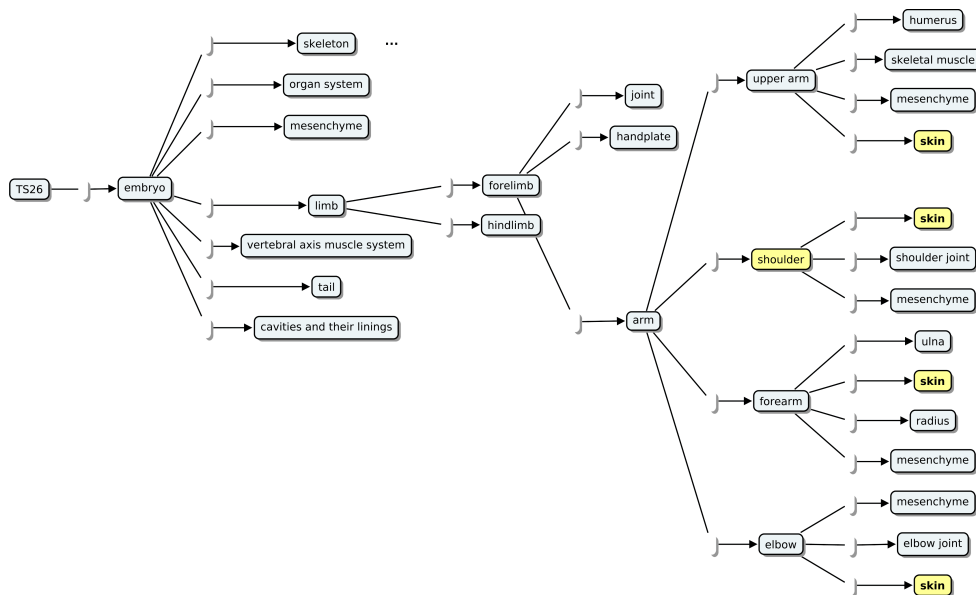 TS26
embryo
skeleton
...
organ system
mesenchyme
limb
vertebral axis muscle system
tail
cavities and their linings
forelimb
hindlimb
joint
handplate
arm
upper arm
humerus
skeletal muscle
mesenchyme
skin
shoulder
skin
shoulder joint
mesenchyme
forearm
ulna
skin
radius
mesenchyme
elbow
mesenchyme
elbow joint
skin